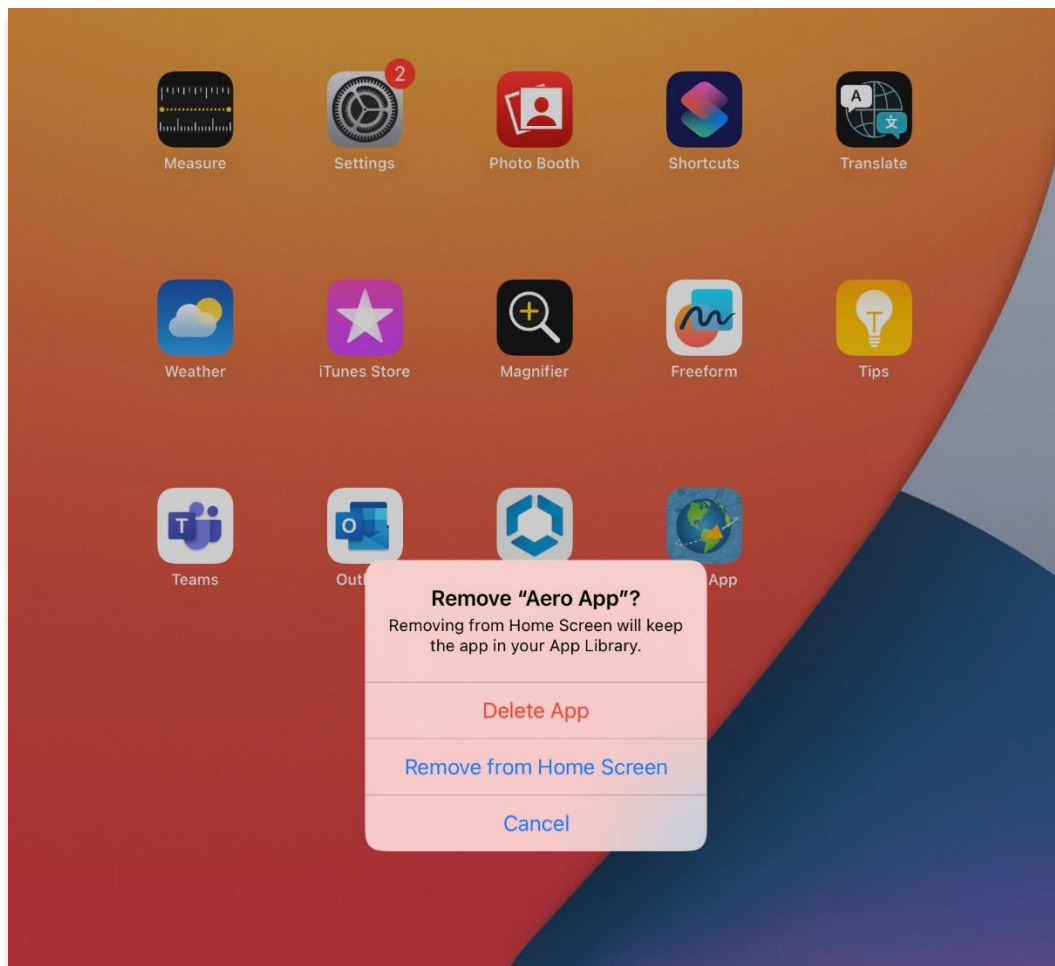 2
Measure Settings Photo Booth Shortcuts Translate
Weather iTunes Store Magnifier Freeform Tips
Teams Out App
Remove “Aero App”?
Removing from Home Screen will keep
the app in your App Library.
Delete App
Remove from Home Screen
Cancel